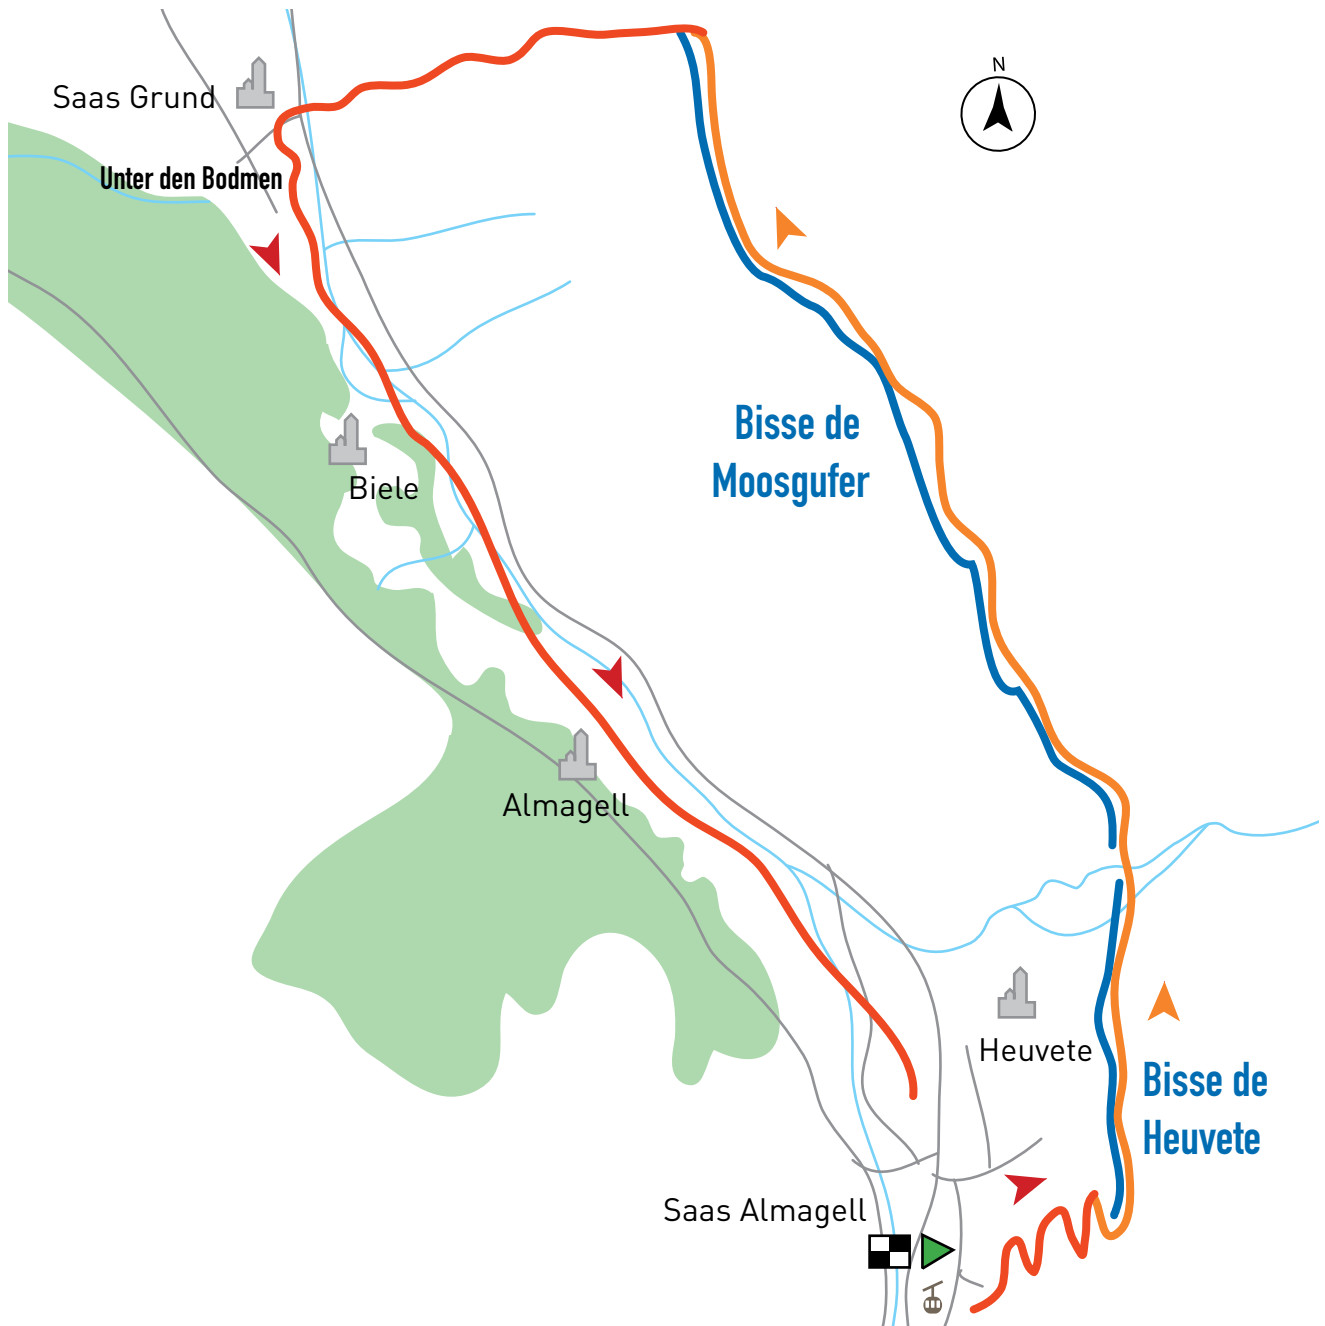 N
Saas Grund
Unter den Bodmen
Bisse de
Moosgufer
Biele
Almagell
Heuvete
Bisse de
Heuvete
Saas Almagell